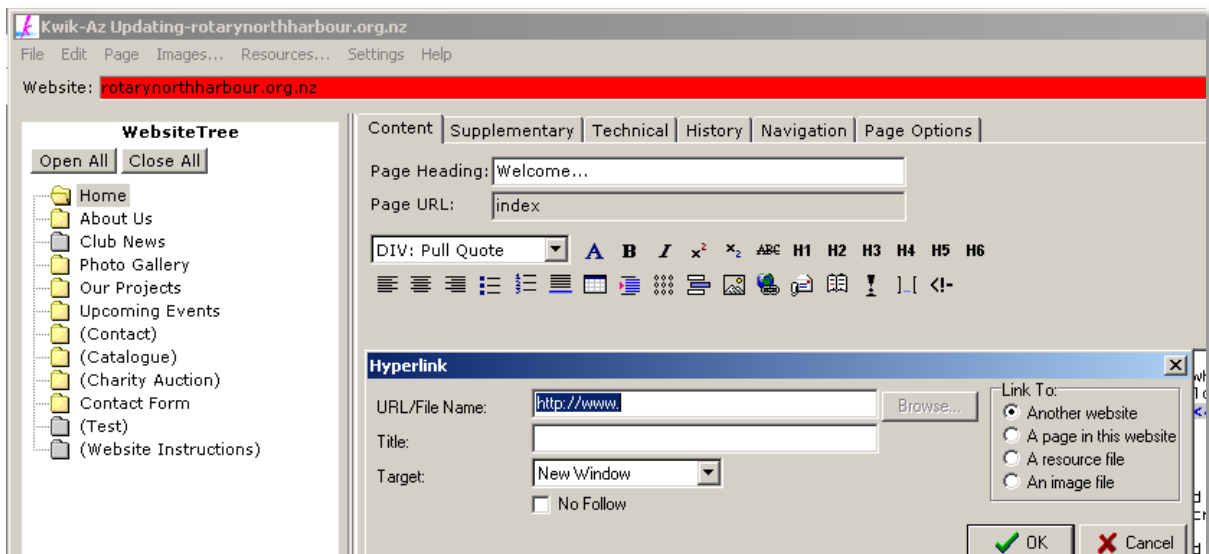 Kwik-Az Updating-rotarynorthharbour.org.nz
File Edit Page Images... Resources... Settings Help
Website: rotarynorthharbour.org.nz
WebsiteTree
Open All Close All
Home
About Us
Club News
Photo Gallery
Our Projects
Upcoming Events
(Contact)
(Catalogue)
(Charity Auction)
Contact Form
(Test)
(Website Instructions)
Content Supplementary Technical History Navigation Page Options
Page Heading: Welcome...
Page URL: index
DIV: Pull Quote A B I x² ×₂ ABC H1 H2 H3 H4 H5 H6
]_[ <!-
Hyperlink
URL/File Name: http://www. Browse...
Title:
Target: New Window
No Follow
Link To:
Another website
A page in this website
A resource file
An image file
OK Cancel